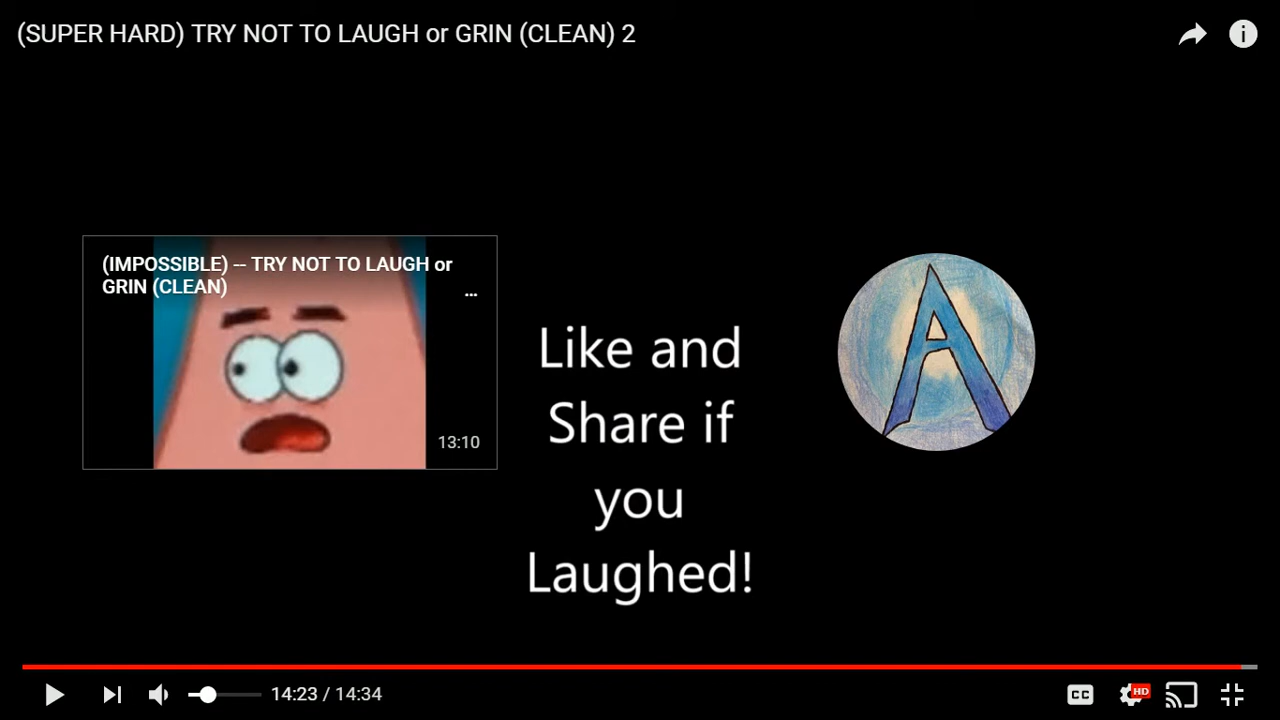 (SUPER HARD) TRY NOT TO LAUGH or GRIN (CLEAN) 2
(IMPOSSIBLE) -- TRY NOT TO LAUGH or
GRIN (CLEAN)
...
13:10
Like and
Share if
you
Laughed!
A
14:23 / 14:34
CC
HD